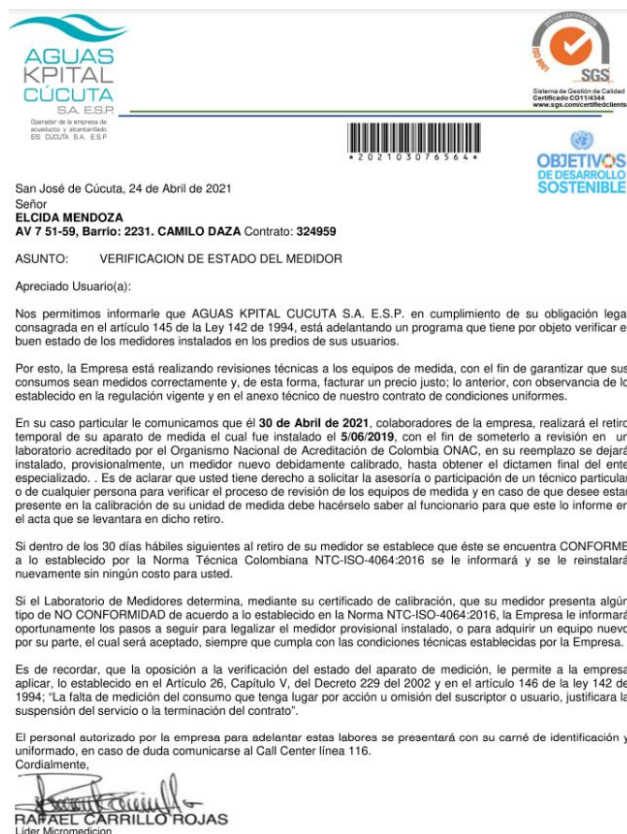 AGUAS
KPITAL
CÚCUTA
S.A. E.S.P.
Operador de la empresa de
acueducto y alcantarillado
EIS CÚCUTA S.A. E.S.P
SYSTEM CERTIFICATION
ISO 9001
SGS
Sistema de Gestión de Calidad
Certificado CO11/4344
www.sgs.com/certifiedclients
*202103076564*
OBJETIVOS
DE DESARROLLO
SOSTENIBLE
San José de Cúcuta, 24 de Abril de 2021
Señor
ELCIDA MENDOZA
AV 7 51-59, Barrio: 2231. CAMILO DAZA Contrato: 324959
ASUNTO: VERIFICACION DE ESTADO DEL MEDIDOR
Apreciado Usuario(a):
Nos permitimos informarle que AGUAS KPITAL CUCUTA S.A. E.S.P. en cumplimiento de su obligación lega
consagrada en el artículo 145 de la Ley 142 de 1994, está adelantando un programa que tiene por objeto verificar e
buen estado de los medidores instalados en los predios de sus usuarios.
Por esto, la Empresa está realizando revisiones técnicas a los equipos de medida, con el fin de garantizar que sus
consumos sean medidos correctamente y, de esta forma, facturar un precio justo; lo anterior, con observancia de lo
establecido en la regulación vigente y en el anexo técnico de nuestro contrato de condiciones uniformes.
En su caso particular le comunicamos que él 30 de Abril de 2021, colaboradores de la empresa, realizará el retiro
temporal de su aparato de medida el cual fue instalado el 5/06/2019, con el fin de someterlo a revisión en un
laboratorio acreditado por el Organismo Nacional de Acreditación de Colombia ONAC, en su reemplazo se dejará
instalado, provisionalmente, un medidor nuevo debidamente calibrado, hasta obtener el dictamen final del ente
especializado. . Es de aclarar que usted tiene derecho a solicitar la asesoría o participación de un técnico particular
o de cualquier persona para verificar el proceso de revisión de los equipos de medida y en caso de que desee estar
presente en la calibración de su unidad de medida debe hacérselo saber al funcionario para que este lo informe en
el acta que se levantara en dicho retiro.
Si dentro de los 30 días hábiles siguientes al retiro de su medidor se establece que éste se encuentra CONFORME
a lo establecido por la Norma Técnica Colombiana NTC-ISO-4064:2016 se le informará y se le reinstalará
nuevamente sin ningún costo para usted.
Si el Laboratorio de Medidores determina, mediante su certificado de calibración, que su medidor presenta algún
tipo de NO CONFORMIDAD de acuerdo a lo establecido en la Norma NTC-ISO-4064:2016, la Empresa le informará
oportunamente los pasos a seguir para legalizar el medidor provisional instalado, o para adquirir un equipo nuevo
por su parte, el cual será aceptado, siempre que cumpla con las condiciones técnicas establecidas por la Empresa.
Es de recordar, que la oposición a la verificación del estado del aparato de medición, le permite a la empresa
aplicar, lo establecido en el Artículo 26, Capítulo V, del Decreto 229 del 2002 y en el artículo 146 de la ley 142 de
1994; "La falta de medición del consumo que tenga lugar por acción u omisión del suscriptor o usuario, justificara la
suspensión del servicio o la terminación del contrato".
El personal autorizado por la empresa para adelantar estas labores se presentará con su carné de identificación y
uniformado, en caso de duda comunicarse al Call Center línea 116.
Cordialmente,
RAFAEL CARRILLO ROJAS
Líder Micromedicion